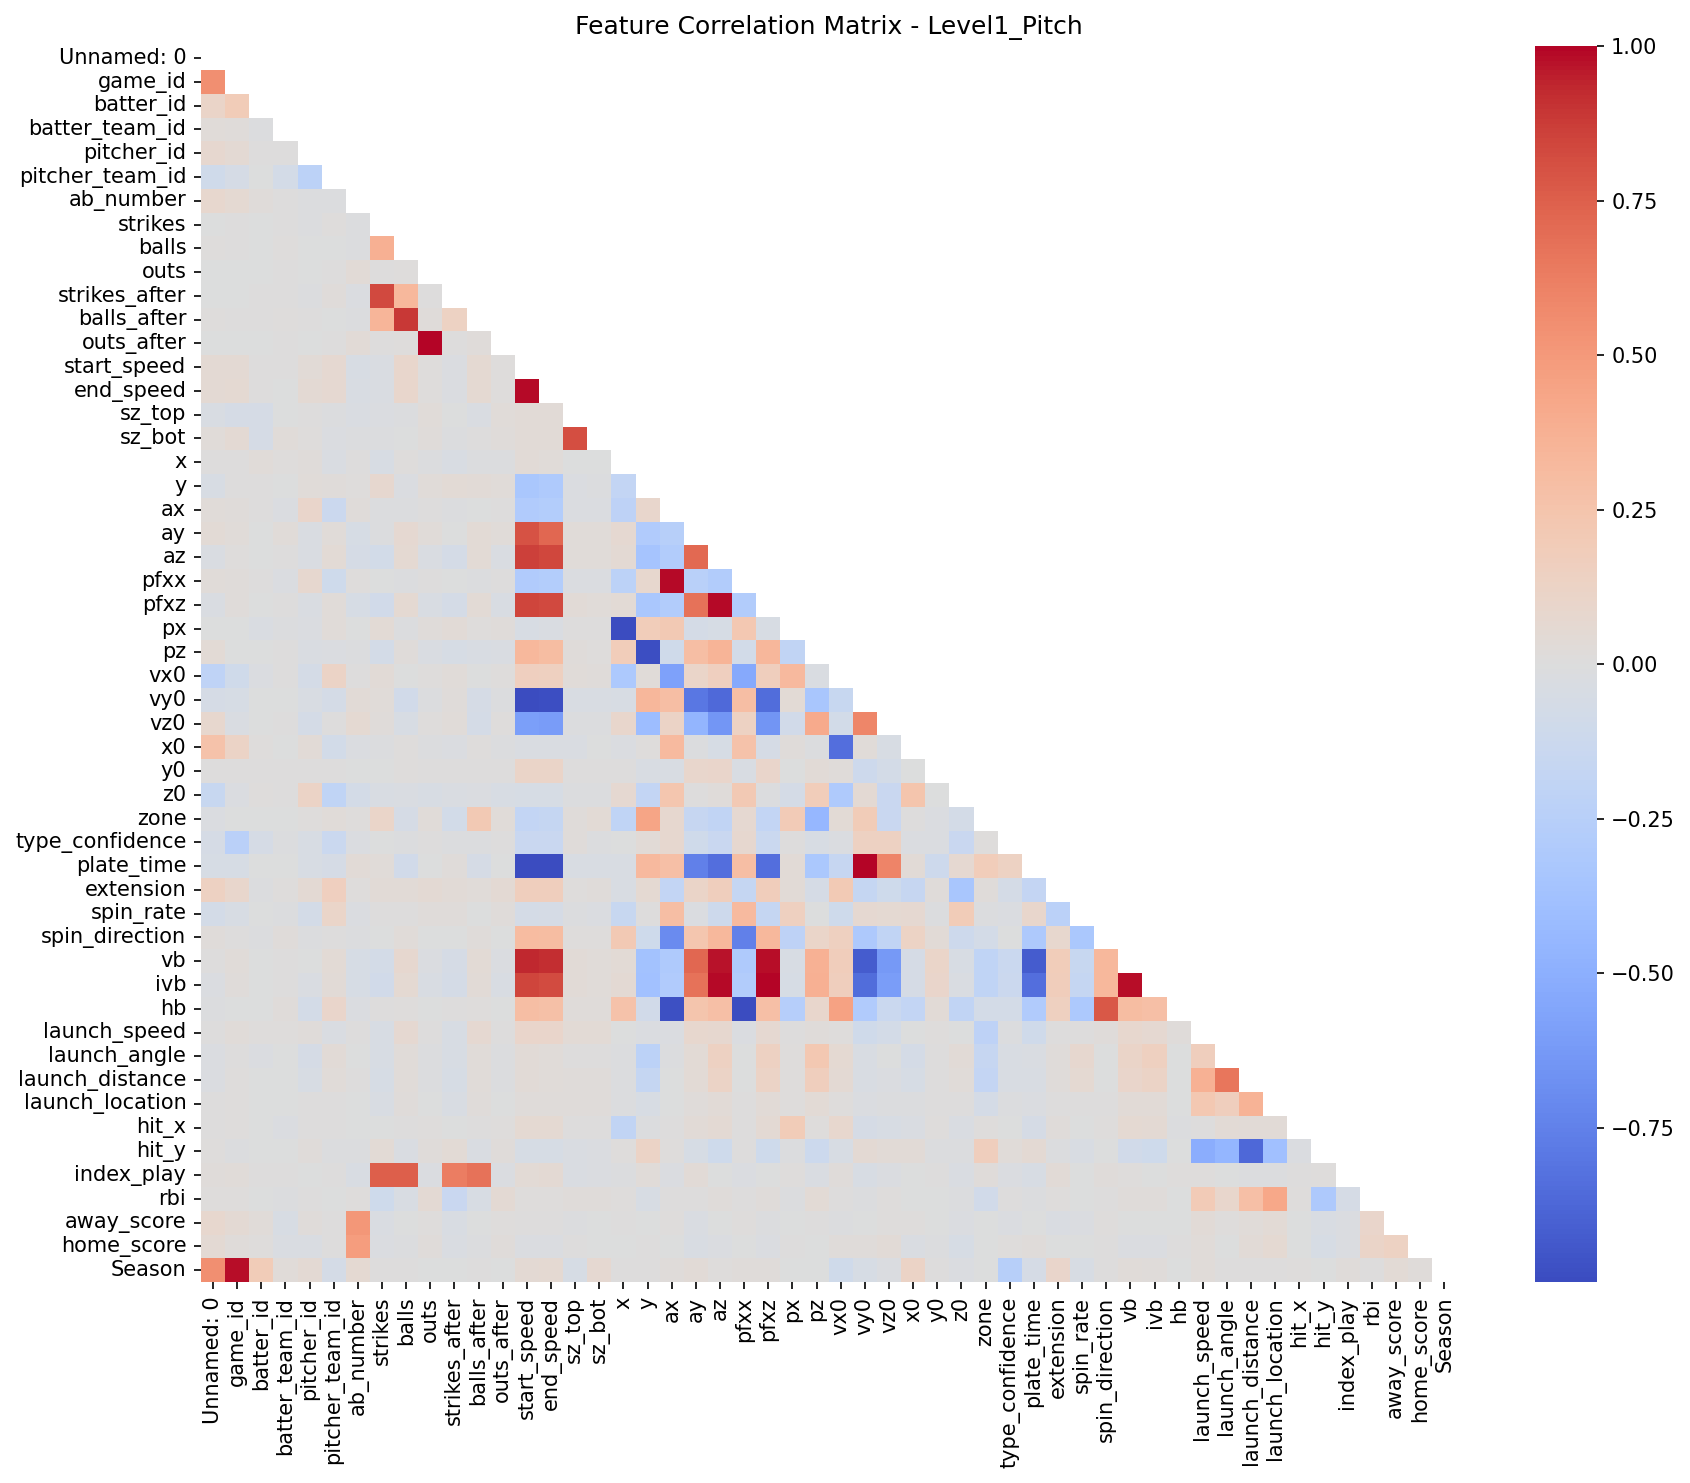 Feature Correlation Matrix - Level1_Pitch
Unnamed: 0
game_id
batter_id
batter_team_id
pitcher_id
pitcher_team_id
ab_number
strikes
balls
outs
strikes_after
balls_after
outs_after
start_speed
end_speed
sz_top
sz_bot
x
y
ax
ay
az
pfxx
pfxz
px
pz
vx0
vy0
vz0
x0
y0
z0
zone
type_confidence
plate_time
extension
spin_rate
spin_direction
vb
ivb
hb
launch_speed
launch_angle
launch_distance
launch_location
hit_x
hit_y
index_play
rbi
away_score
home_score
Season
Unnamed: 0
game_id
batter_id
batter_team_id
pitcher_id
pitcher_team_id
ab_number
strikes
balls
outs
strikes_after
balls_after
outs_after
start_speed
end_speed
sz_top
sz_bot
x
y
ax
ay
az
pfxx
pfxz
px
pz
vx0
vy0
vz0
x0
y0
z0
zone
type_confidence
plate_time
extension
spin_rate
spin_direction
vb
ivb
hb
launch_speed
launch_angle
launch_distance
launch_location
hit_x
hit_y
index_play
rbi
away_score
home_score
Season
1.00
0.75
0.50
0.25
0.00
−0.25
−0.50
−0.75